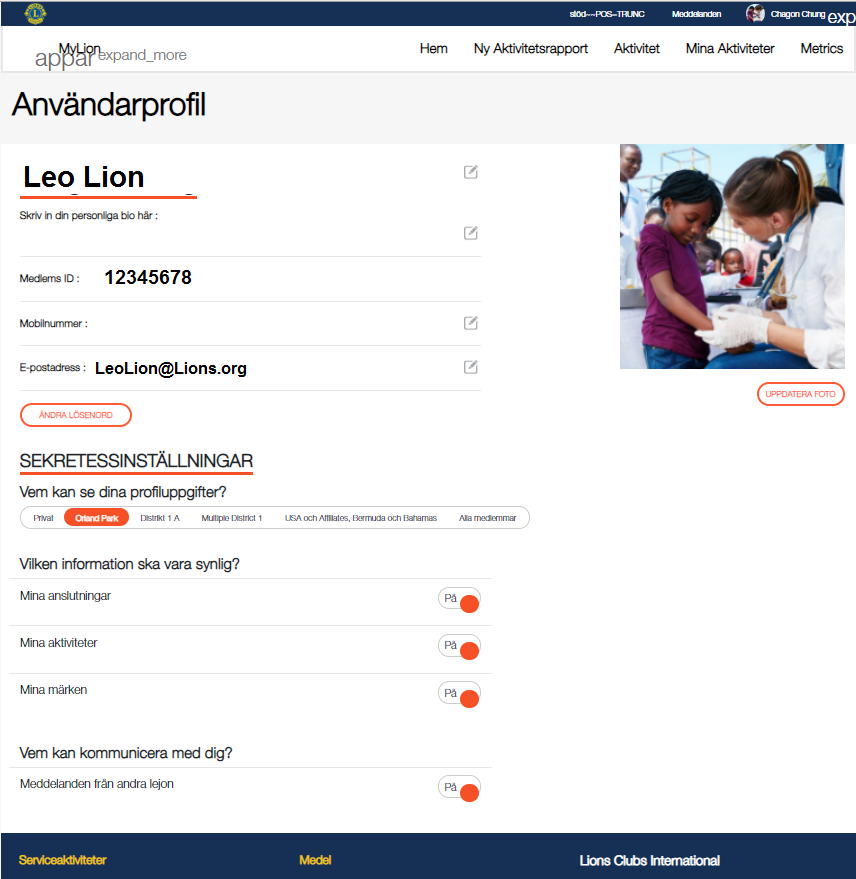 stöd---POS--TRUNC Meddelanden Chagon Chung exp
MyLion
appar expand_more
Hem Ny Aktivitetsrapport Aktivitet Mina Aktiviteter Metrics
Användarprofil
Leo Lion
Skriv in din personliga bio här :
Medlems ID : 12345678
Mobilnummer :
E-postadress : LeoLion@Lions.org
ÄNDRA LÖSENORD
UPPDATERA FOTO
SEKRETESSINSTÄLLNINGAR
Vem kan se dina profiluppgifter?
Privat Orland Park Distrikt 1 A Multiple District 1 USA och Affiliates, Bermuda och Bahamas Alla medlemmar
Vilken information ska vara synlig?
Mina anslutningar På
Mina aktiviteter På
Mina märken På
Vem kan kommunicera med dig?
Meddelanden från andra lejon På
Serviceaktiviteter Medel Lions Clubs International